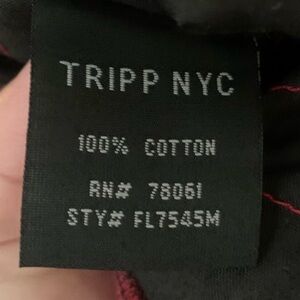 TRIPP NYC
100% COTTON
RN# 78061
STY# FL7545M